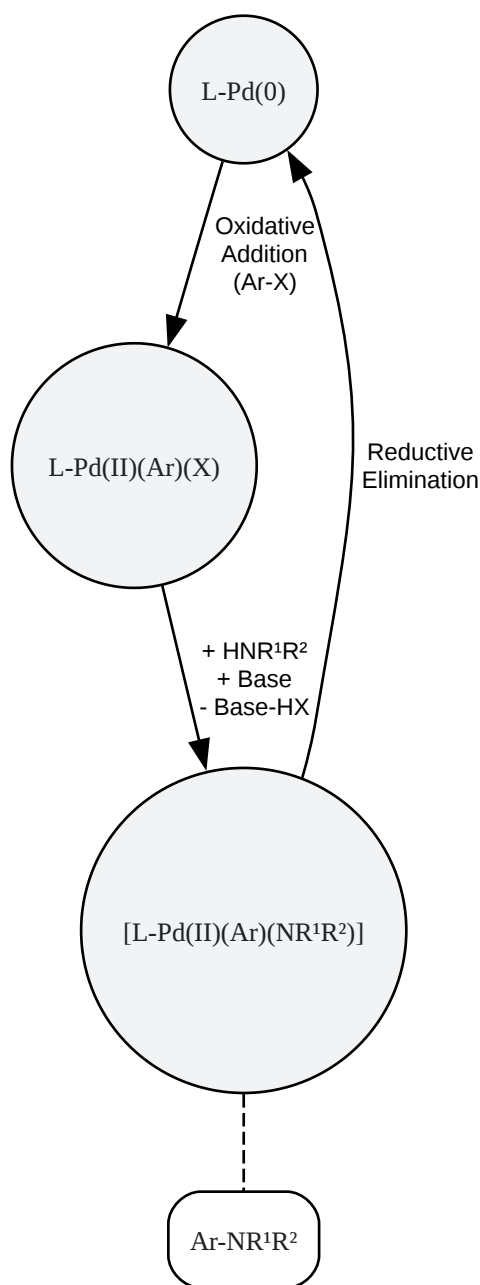 L-Pd(0)
Oxidative
Addition
(Ar-X)
L-Pd(II)(Ar)(X)
Reductive
Elimination
+ HNR¹R²
+ Base
- Base-HX
[L-Pd(II)(Ar)(NR¹R²)]
Ar-NR¹R²